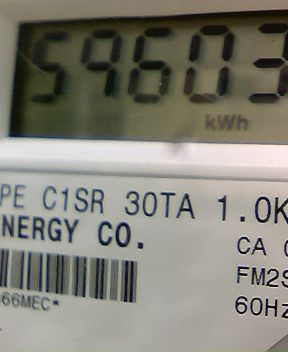 59603
kWh
PE C1SR 30TA 1.0K
NERGY CO.
CA
FM2S
66MEC*
60Hz